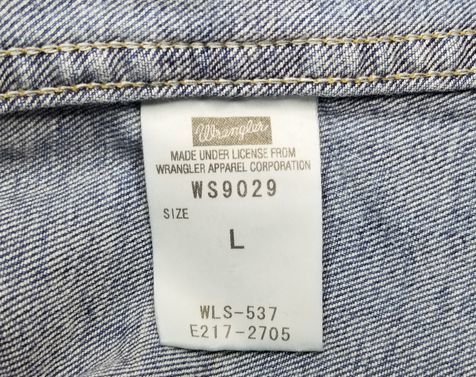 Wrangler
MADE UNDER LICENSE FROM
WRANGLER APPAREL CORPORATION
WS9029
SIZE
L
WLS-537
E217-2705